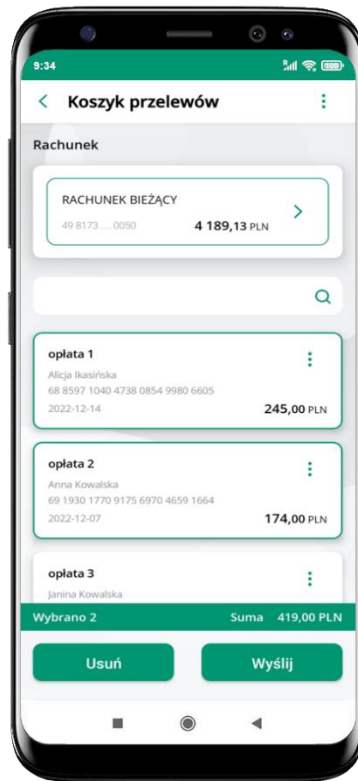 9:34
Koszyk przelewów
Rachunek
RACHUNEK BIEŻĄCY
49 8173 ... 0050 4 189,13 PLN
opłata 1
Alicja Ikasińska
68 8597 1040 4738 0854 9980 6605
2022-12-14 245,00 PLN
opłata 2
Anna Kowalska
69 1930 1770 9175 6970 4659 1664
2022-12-07 174,00 PLN
opłata 3
Janina Kowalska
Wybrano 2 Suma 419,00 PLN
Usuń Wyślij